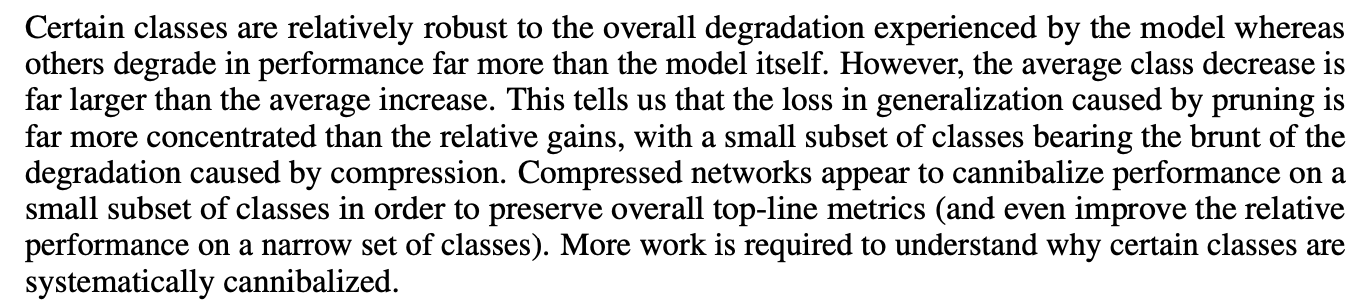 Certain classes are relatively robust to the overall degradation experienced by the model whereas
others degrade in performance far more than the model itself. However, the average class decrease is
far larger than the average increase. This tells us that the loss in generalization caused by pruning is
far more concentrated than the relative gains, with a small subset of classes bearing the brunt of the
degradation caused by compression. Compressed networks appear to cannibalize performance on a
small subset of classes in order to preserve overall top-line metrics (and even improve the relative
performance on a narrow set of classes). More work is required to understand why certain classes are
systematically cannibalized.